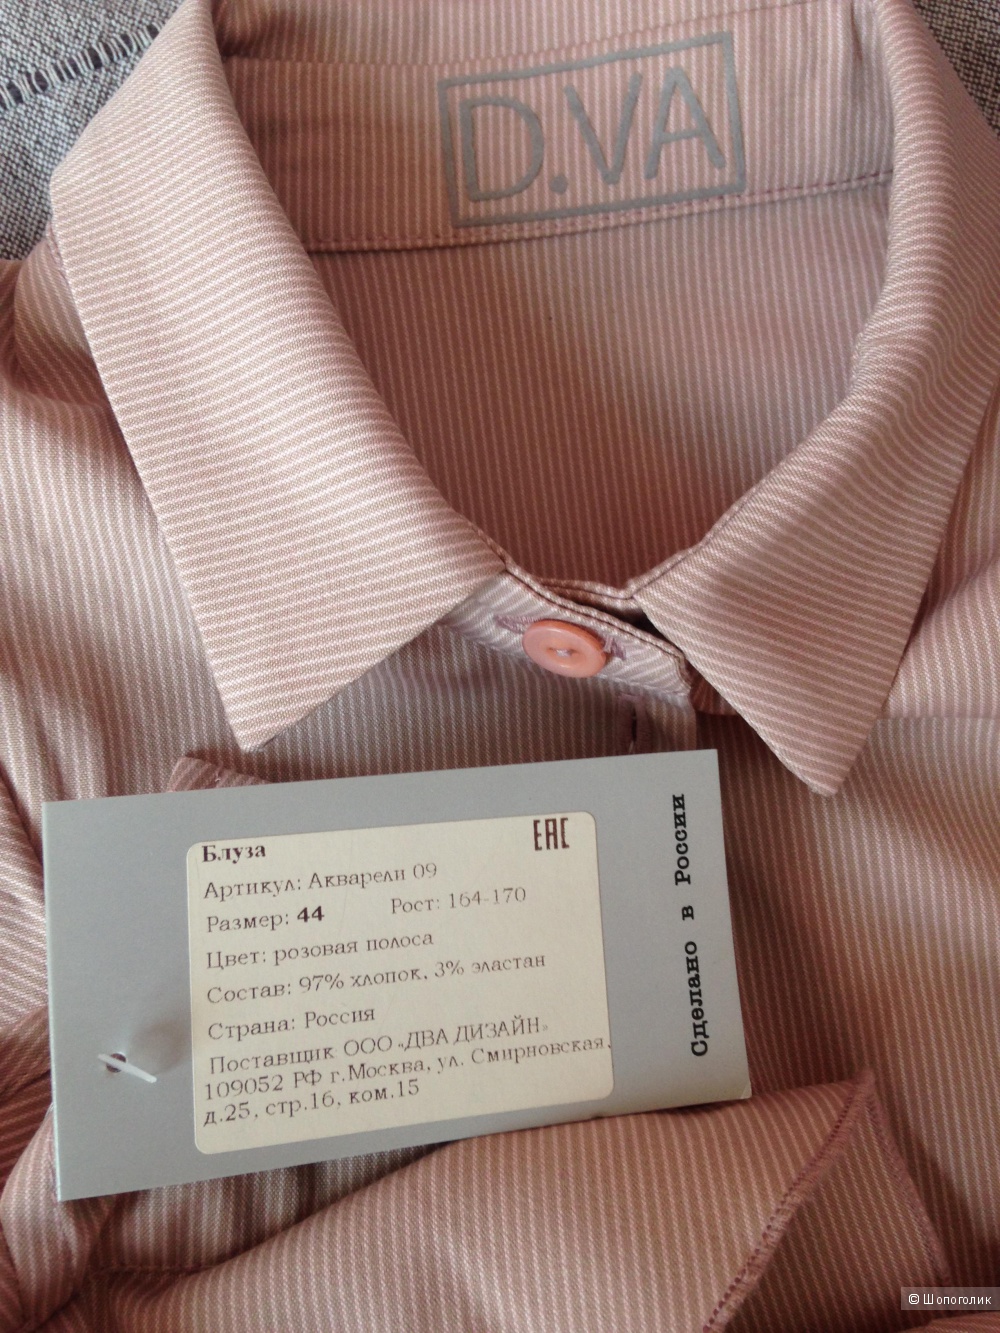 D.VA
Блуза
EAC
Артикул: Акварели 09
Размер: 44 Рост: 164-170
Цвет: розовая полоса
Состав: 97% хлопок, 3% эластан
Страна: Россия
Поставщик ООО «ДВА ДИЗАЙН»
109052 РФ г.Москва, ул. Смирновская,
д.25, стр.16, ком.15
Сделано в России
© Шопоголик